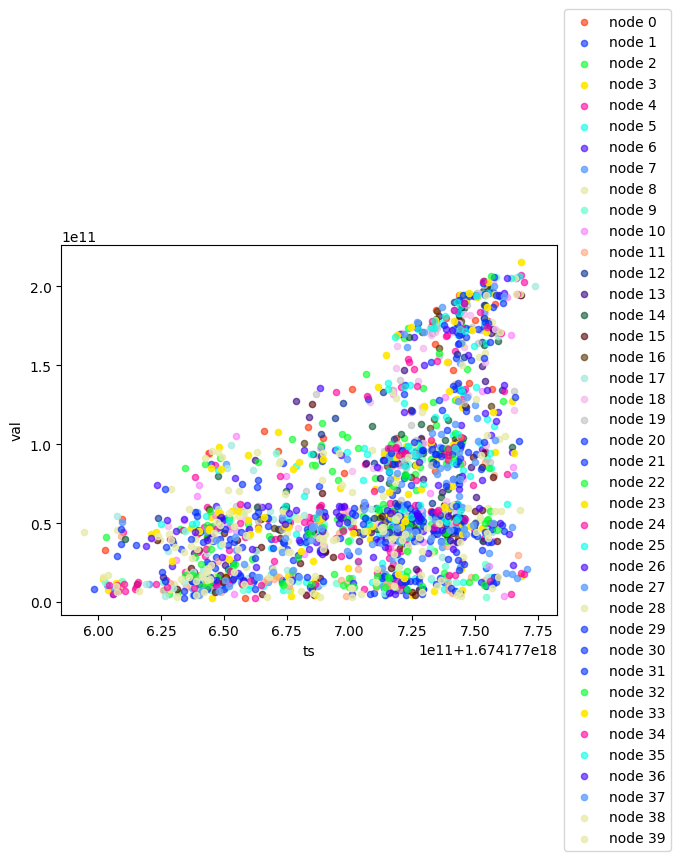 1e11
2.0
1.5
1.0
0.5
0.0
val
6.00 6.25 6.50 6.75 7.00 7.25 7.50 7.75
ts
1e11+1.674177e18
node 0
node 1
node 2
node 3
node 4
node 5
node 6
node 7
node 8
node 9
node 10
node 11
node 12
node 13
node 14
node 15
node 16
node 17
node 18
node 19
node 20
node 21
node 22
node 23
node 24
node 25
node 26
node 27
node 28
node 29
node 30
node 31
node 32
node 33
node 34
node 35
node 36
node 37
node 38
node 39